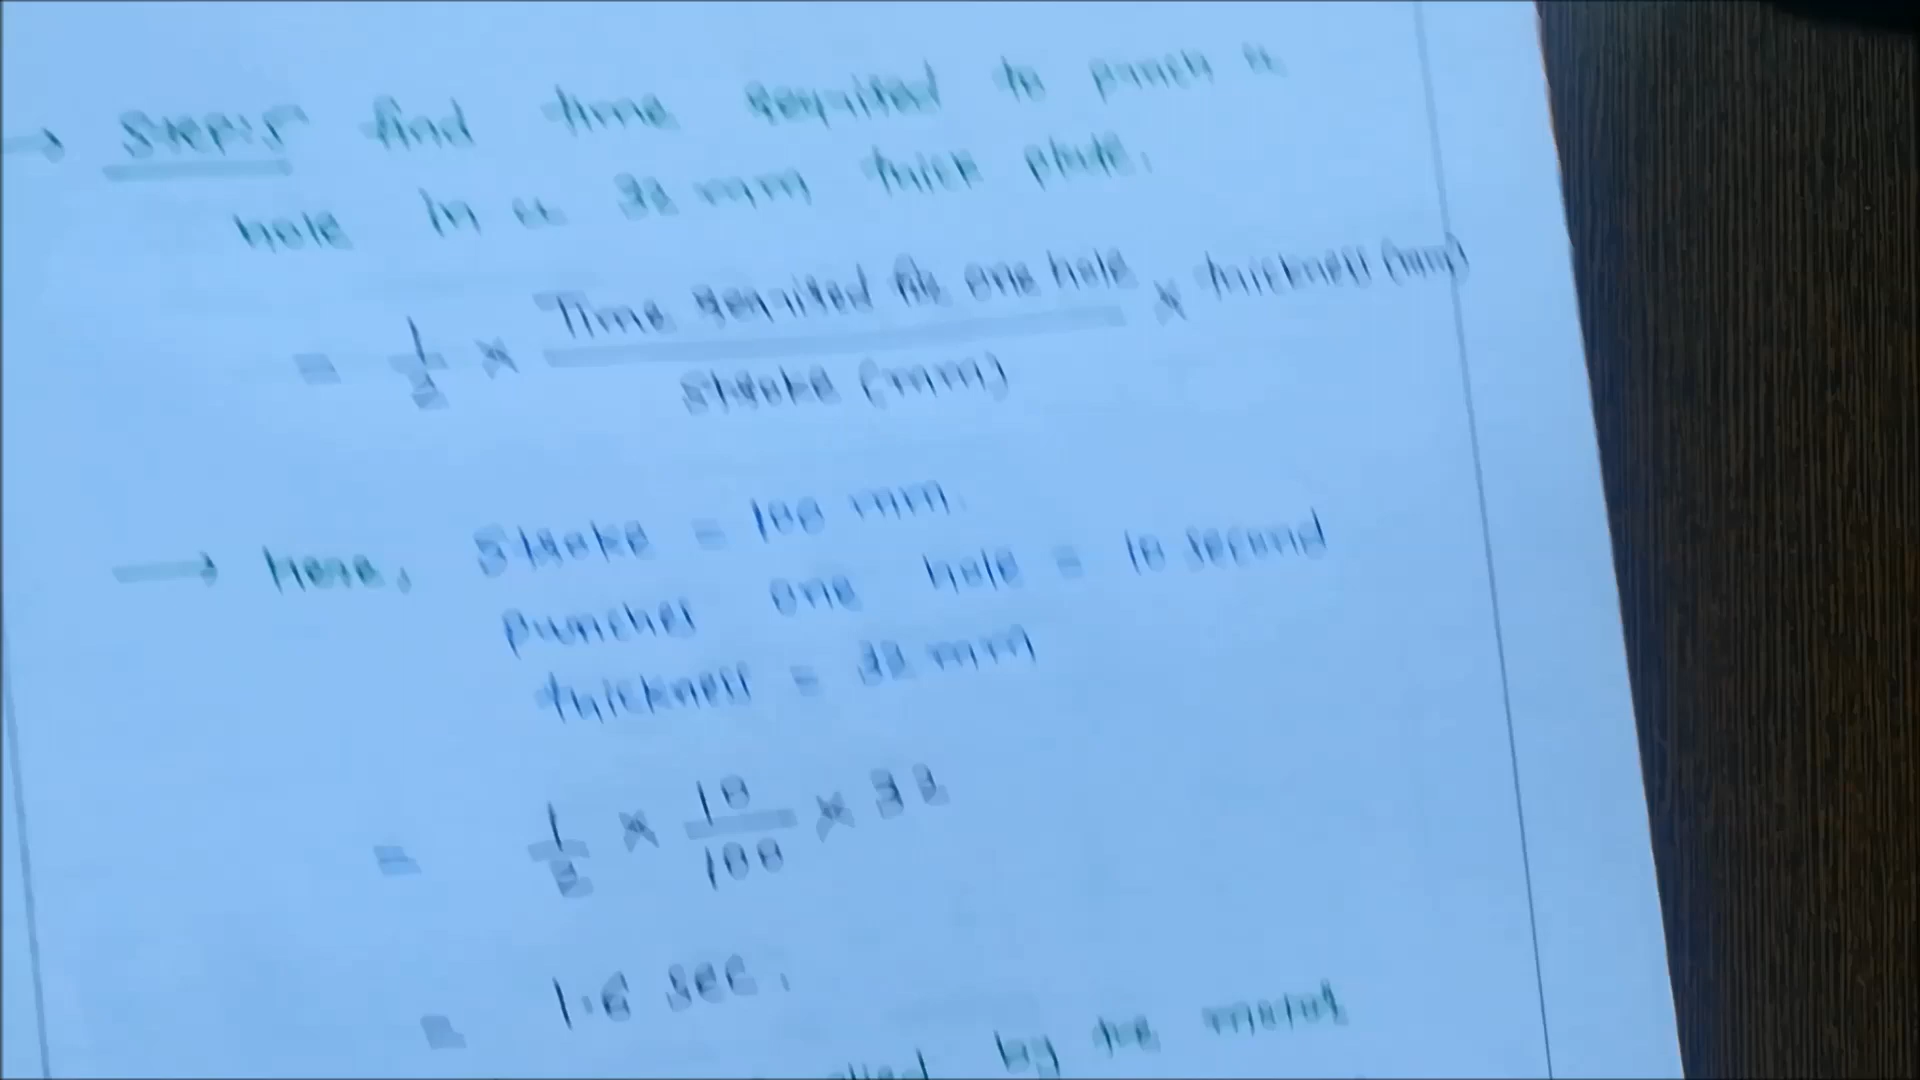 → Step:5 find time required to punch a
hole in a 32 mm thick plate.
= 1/2 × Time required for one hole / Stroke (mm) × thickness (mm)
→ here, Stroke = 100 mm.
punches one hole = 10 second
thickness = 32 mm
= 1/2 × 10/100 × 32
= 1.6 sec.
by the motor